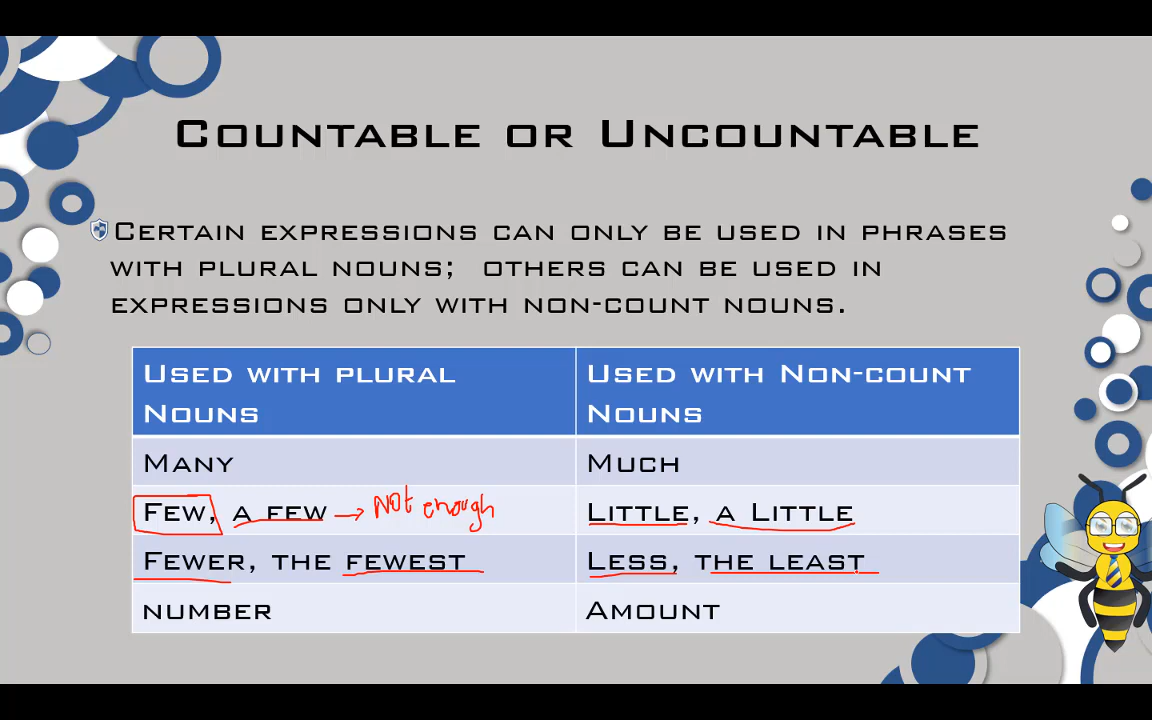 COUNTABLE OR UNCOUNTABLE
CERTAIN EXPRESSIONS CAN ONLY BE USED IN PHRASES
WITH PLURAL NOUNS; OTHERS CAN BE USED IN
EXPRESSIONS ONLY WITH NON-COUNT NOUNS.
USED WITH PLURAL
NOUNS
USED WITH NON-COUNT
NOUNS
MANY
MUCH
FEW, A FEW → Not enough
LITTLE, A LITTLE
FEWER, THE FEWEST
LESS, THE LEAST
NUMBER
AMOUNT